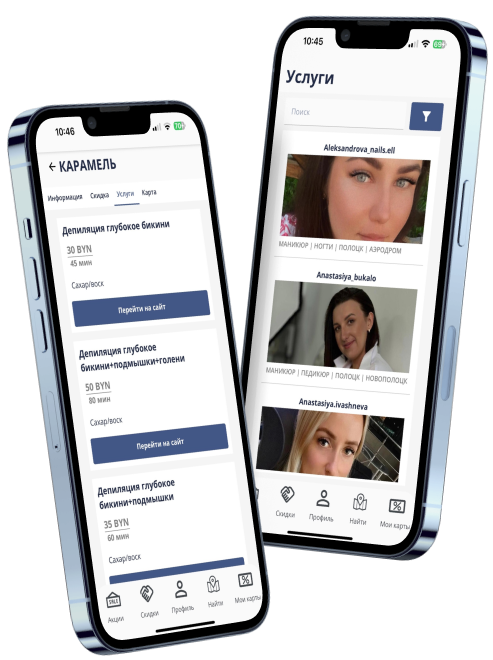 10:46
70
← КАРАМЕЛЬ
Информация Скидка Услуги Карта
Депиляция глубокое бикини
30 BYN
45 мин
Сахар/воск
Перейти на сайт
Депиляция глубокое
бикини+подмышки+голени
50 BYN
80 мин
Сахар/воск
Перейти на сайт
Депиляция глубокое
бикини+подмышки
35 BYN
60 мин
Сахар/воск
SALE
Акции Скидки Профиль Найти Мои карты
10:45
69
Услуги
Поиск
Aleksandrova_nails.ell
МАНИКЮР | НОГТИ | ПОЛОЦК | АЭРОДРОМ
Anastasiya_bukalo
МАНИКЮР | ПЕДИКЮР | ПОЛОЦК | НОВОПОЛОЦК
Anastasiya.ivashneva
Скидки Профиль Найти Мои карты